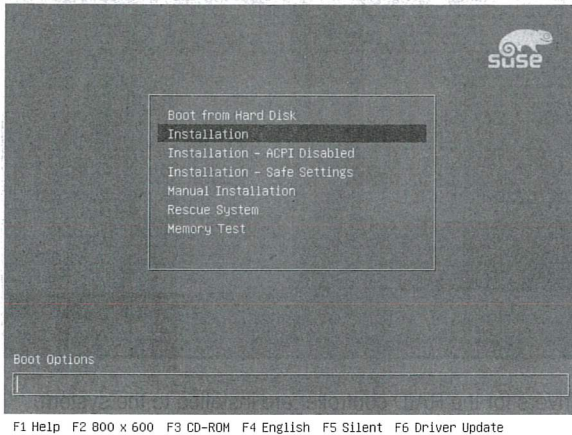 SUSE
Boot from Hard Disk
Installation
Installation - ACPI Disabled
Installation - Safe Settings
Manual Installation
Rescue System
Memory Test
Boot Options
F1 Help F2 800 x 600 F3 CD-ROM F4 English F5 Silent F6 Driver Update